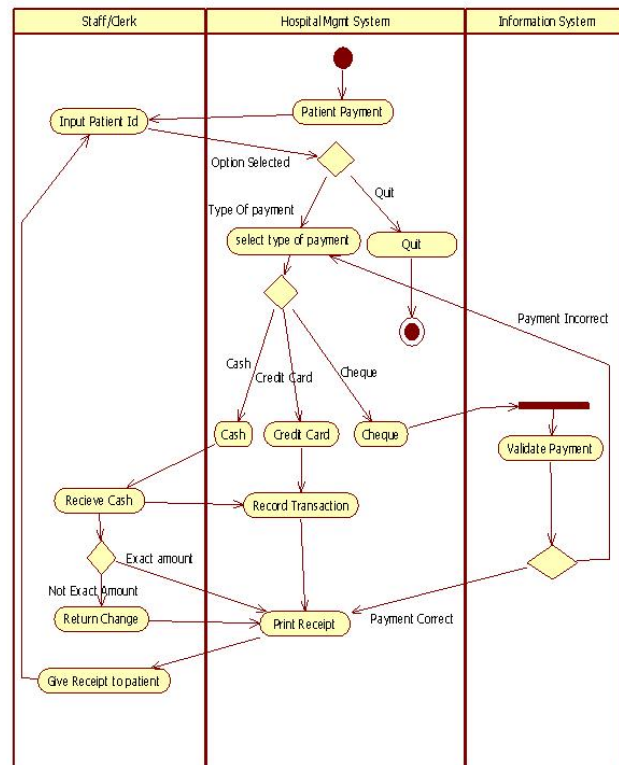 Staff/Clerk
Hospital Mgmt System
Information System
Patient Payment
Input Patient Id
Option Selected
Quit
Type Of payment
select type of payment
Quit
Payment Incorrect
Cash
Credit Card
Cheque
Cash
Credit Card
Cheque
Validate Payment
Recieve Cash
Record Transaction
Exact amount
Not Exact Amount
Return Change
Print Receipt
Payment Correct
Give Receipt to patient